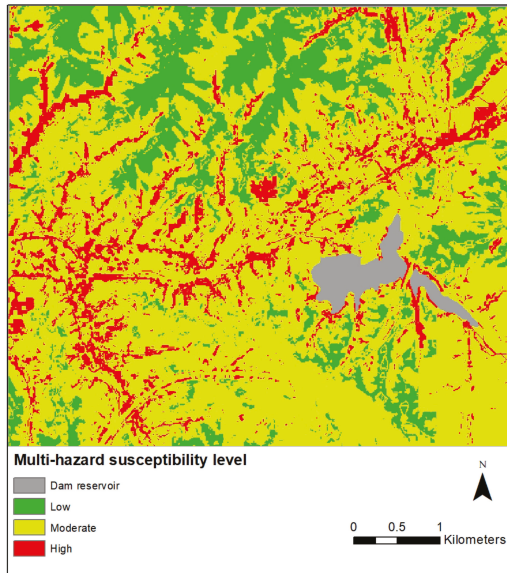 Multi-hazard susceptibility level
Dam reservoir
Low
Moderate
High
N
0 0.5 1
Kilometers